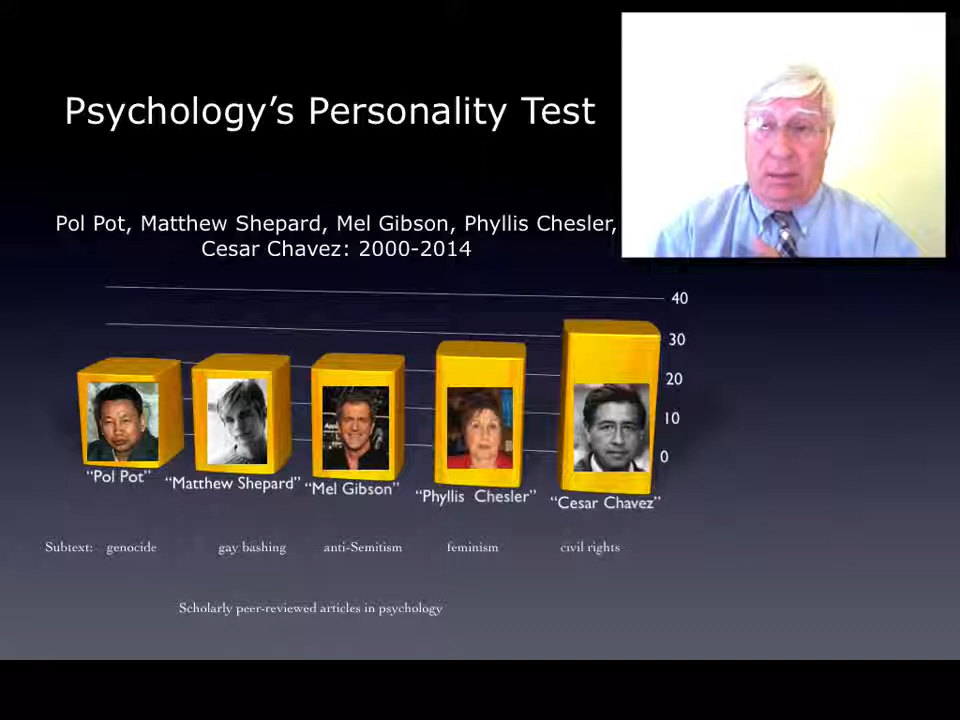 Psychology's Personality Test
Pol Pot, Matthew Shepard, Mel Gibson, Phyllis Chesler,
Cesar Chavez: 2000-2014
40
30
20
10
0
“Pol Pot” “Matthew Shepard” “Mel Gibson” “Phyllis Chesler” “Cesar Chavez”
Subtext: genocide gay bashing anti-Semitism feminism civil rights
Scholarly peer-reviewed articles in psychology